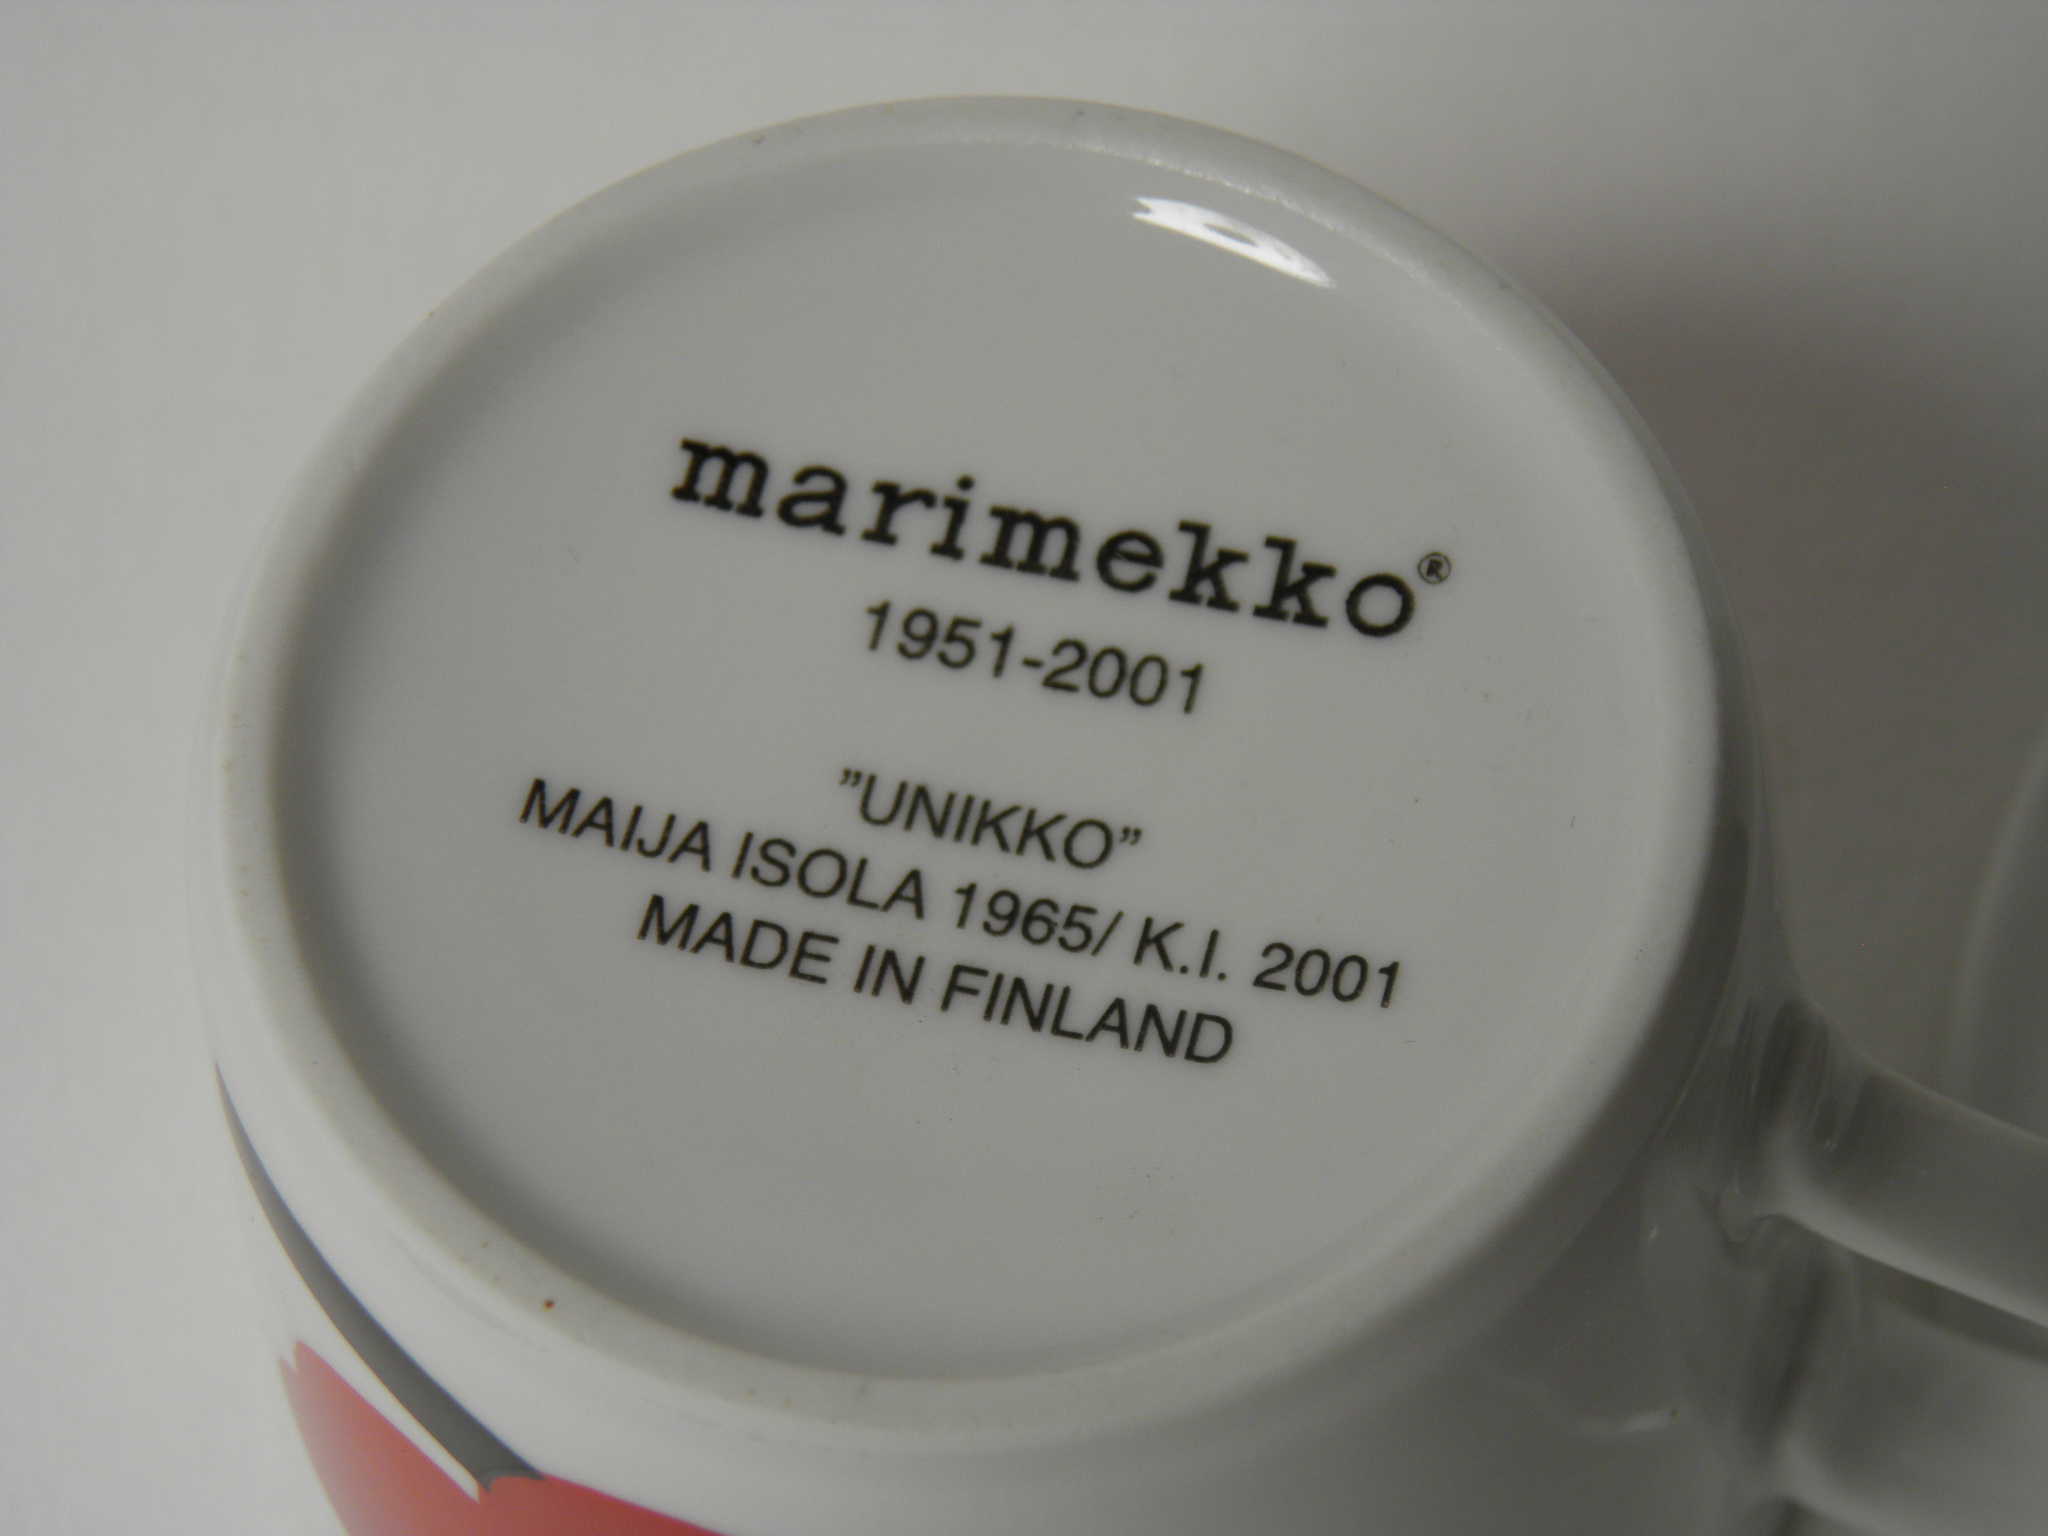 marimekko®
1951-2001
”UNIKKO”
MAIJA ISOLA 1965/ K.I. 2001
MADE IN FINLAND